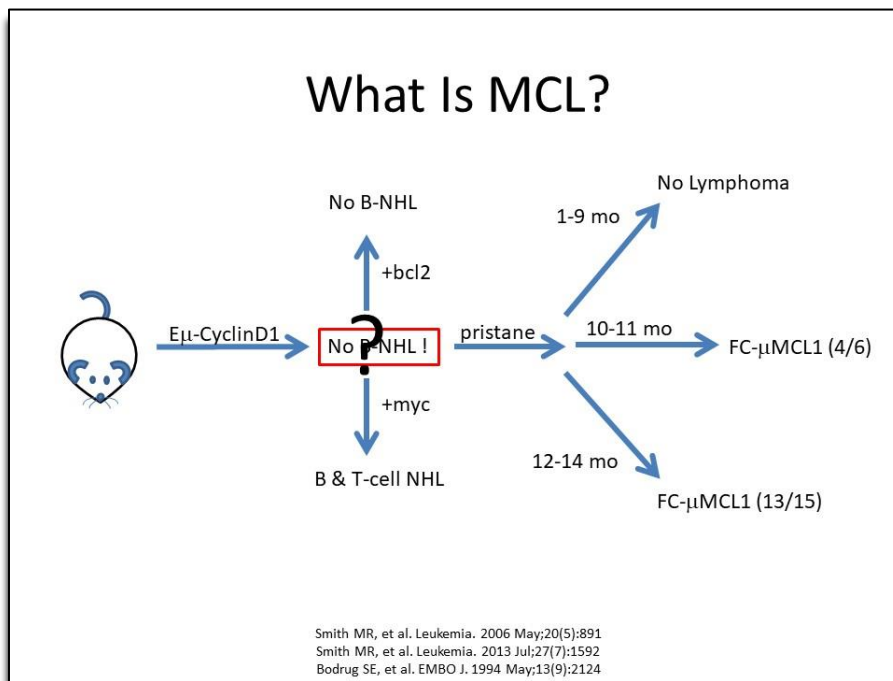 What Is MCL?
No Lymphoma
No B-NHL
1-9 mo
+bcl2
Eμ-CyclinD1
?
No B-NHL !
pristane
10-11 mo
FC-μMCL1 (4/6)
+myc
12-14 mo
B & T-cell NHL
FC-μMCL1 (13/15)
Smith MR, et al. Leukemia. 2006 May;20(5):891
Smith MR, et al. Leukemia. 2013 Jul;27(7):1592
Bodrug SE, et al. EMBO J. 1994 May;13(9):2124